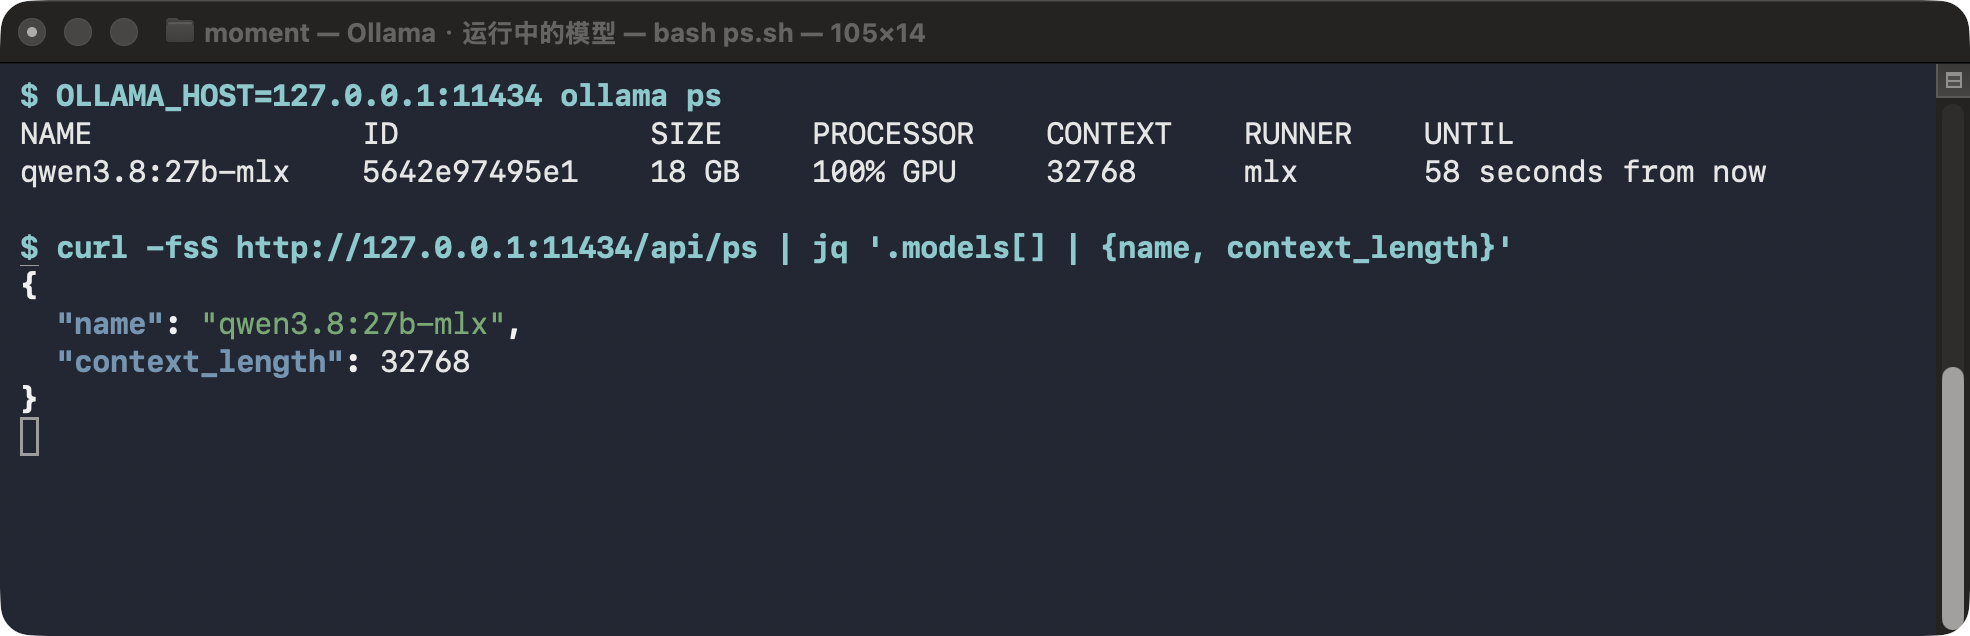 moment — Ollama · 运行中的模型 — bash ps.sh — 105×14
$ OLLAMA_HOST=127.0.0.1:11434 ollama ps
NAME               ID              SIZE     PROCESSOR    CONTEXT    RUNNER    UNTIL
qwen3.8:27b-mlx    5642e97495e1    18 GB    100% GPU     32768      mlx       58 seconds from now
$ curl -fsS http://127.0.0.1:11434/api/ps | jq '.models[] | {name, context_length}'
{
  "name": "qwen3.8:27b-mlx",
  "context_length": 32768
}